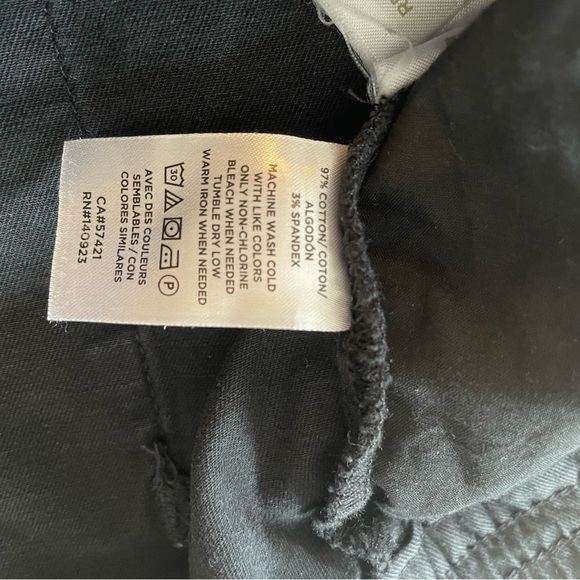 97% COTTON/ COTON/
ALGODÓN
3% SPANDEX
MACHINE WASH COLD
WITH LIKE COLORS
ONLY NON-CHLORINE
BLEACH WHEN NEEDED
TUMBLE DRY LOW
WARM IRON WHEN NEEDED
30
P
AVEC DES COULEURS
SEMBLABLES / CON
COLORES SIMILARES
CA#57421
RN#140923